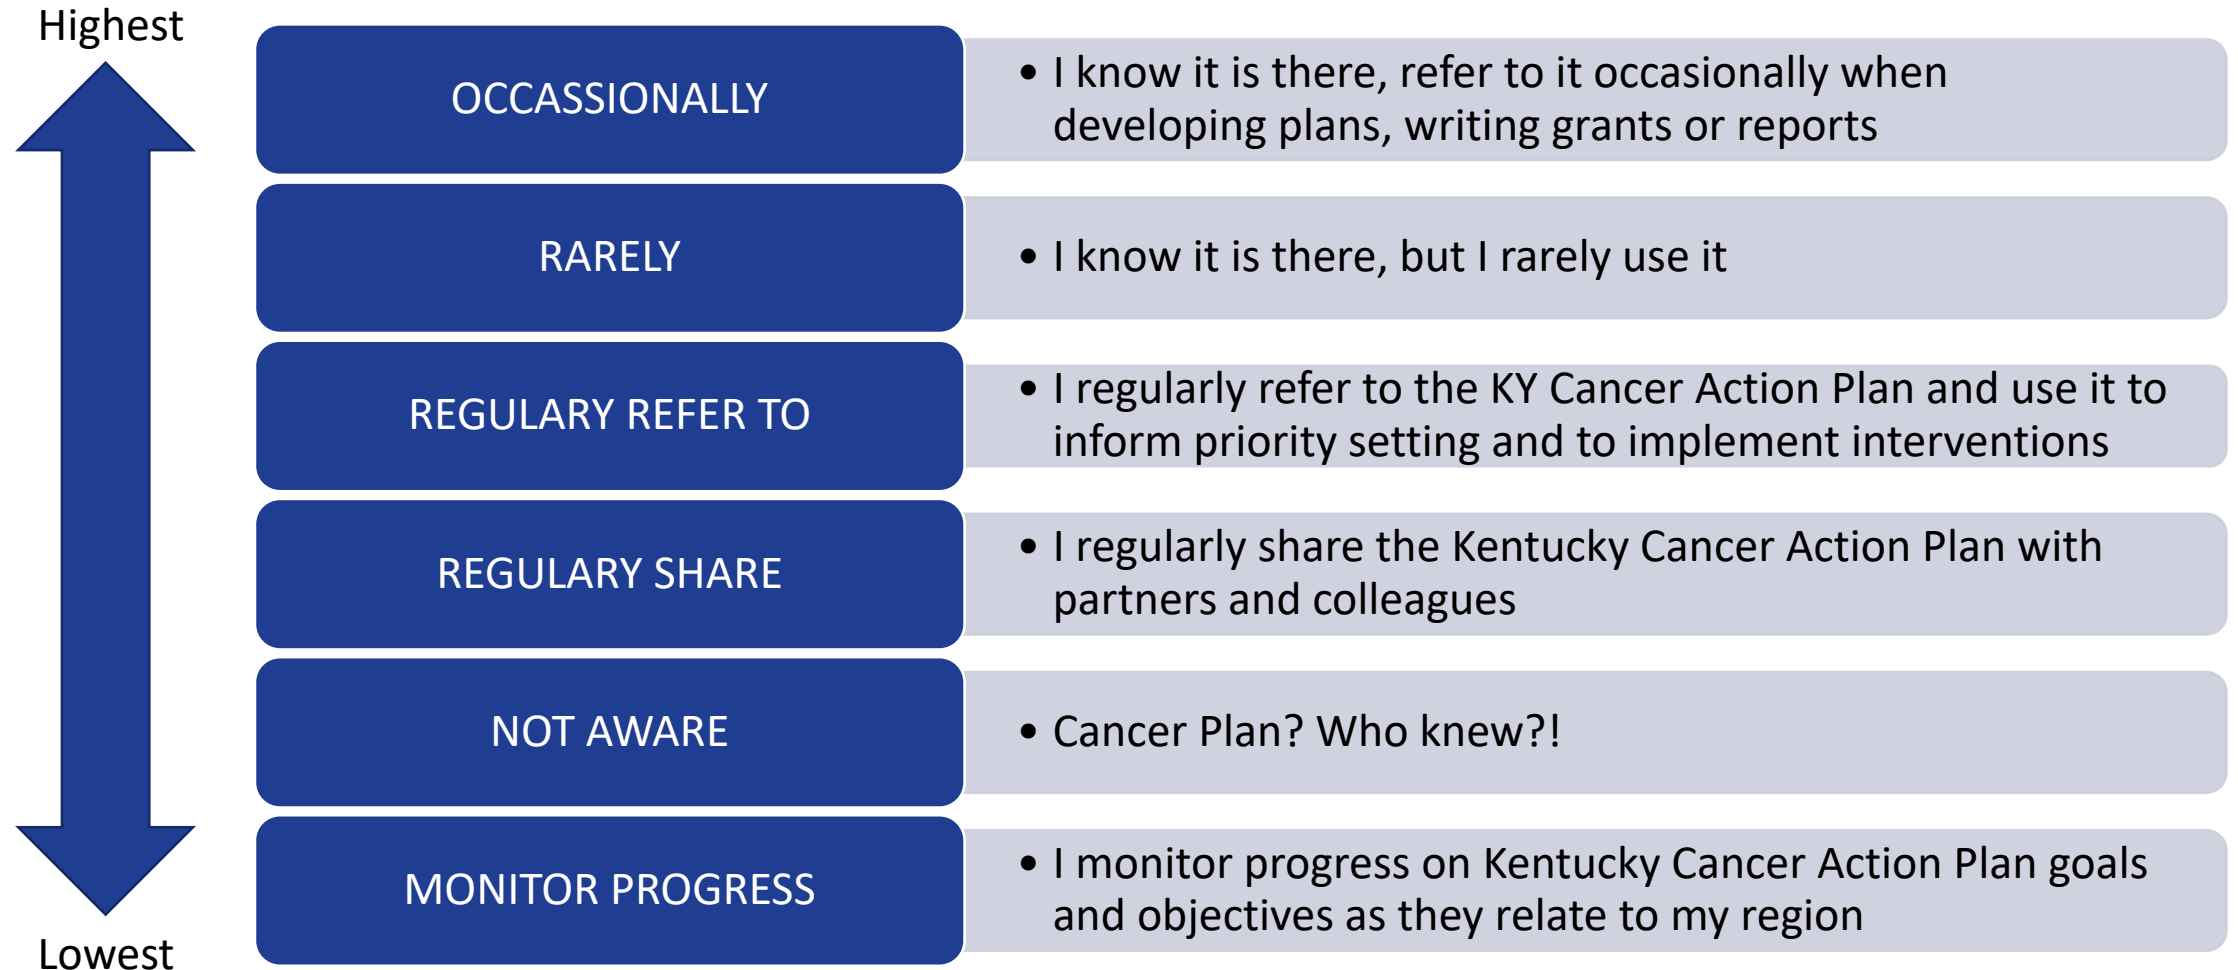 Highest
OCCASSIONALLY
• I know it is there, refer to it occasionally when
developing plans, writing grants or reports
RARELY
• I know it is there, but I rarely use it
REGULARY REFER TO
• I regularly refer to the KY Cancer Action Plan and use it to
inform priority setting and to implement interventions
REGULARY SHARE
• I regularly share the Kentucky Cancer Action Plan with
partners and colleagues
NOT AWARE
• Cancer Plan? Who knew?!
MONITOR PROGRESS
• I monitor progress on Kentucky Cancer Action Plan goals
and objectives as they relate to my region
Lowest